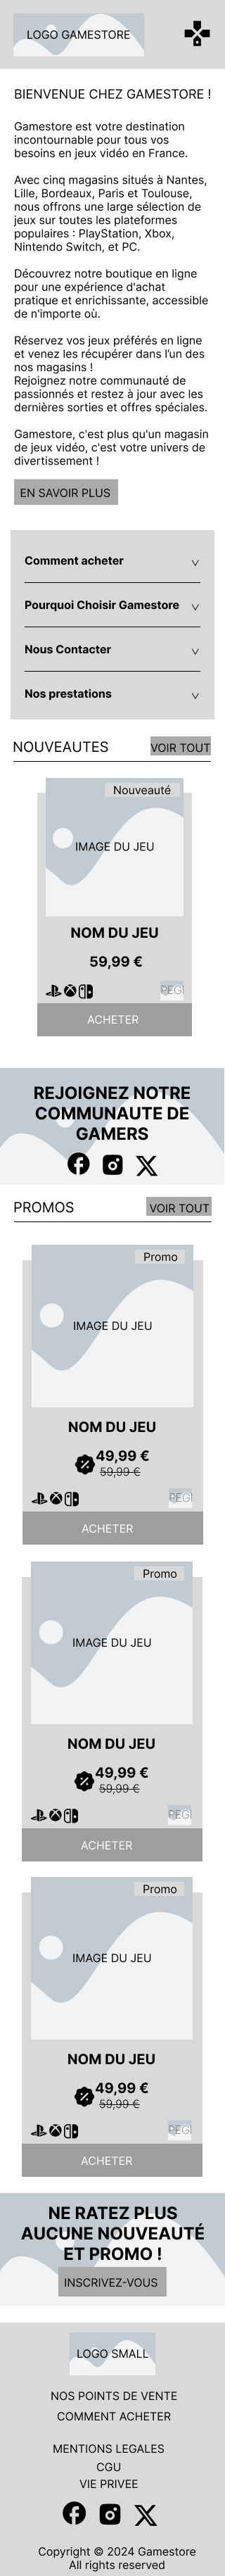 LOGO GAMESTORE
BIENVENUE CHEZ GAMESTORE !
Gamestore est votre destination
incontournable pour tous vos
besoins en jeux vidéo en France.
Avec cinq magasins situés à Nantes,
Lille, Bordeaux, Paris et Toulouse,
nous offrons une large sélection de
jeux sur toutes les plateformes
populaires : PlayStation, Xbox,
Nintendo Switch, et PC.
Découvrez notre boutique en ligne
pour une expérience d'achat
pratique et enrichissante, accessible
de n'importe où.
Réservez vos jeux préférés en ligne
et venez les récupérer dans l'un des
nos magasins !
Rejoignez notre communauté de
passionnés et restez à jour avec les
dernières sorties et offres spéciales.
Gamestore, c'est plus qu'un magasin
de jeux vidéo, c'est votre univers de
divertissement !
EN SAVOIR PLUS
Comment acheter
Pourquoi Choisir Gamestore
Nous Contacter
Nos prestations
NOUVEAUTES
VOIR TOUT
Nouveauté
IMAGE DU JEU
NOM DU JEU
59,99 €
PEGI
ACHETER
REJOIGNEZ NOTRE
COMMUNAUTE DE
GAMERS
PROMOS
VOIR TOUT
Promo
IMAGE DU JEU
NOM DU JEU
49,99 €
59,99 €
PEGI
ACHETER
Promo
IMAGE DU JEU
NOM DU JEU
49,99 €
59,99 €
PEGI
ACHETER
Promo
IMAGE DU JEU
NOM DU JEU
49,99 €
59,99 €
PEGI
ACHETER
NE RATEZ PLUS
AUCUNE NOUVEAUTÉ
ET PROMO !
INSCRIVEZ-VOUS
LOGO SMALL
NOS POINTS DE VENTE
COMMENT ACHETER
MENTIONS LEGALES
CGU
VIE PRIVEE
Copyright © 2024 Gamestore
All rights reserved